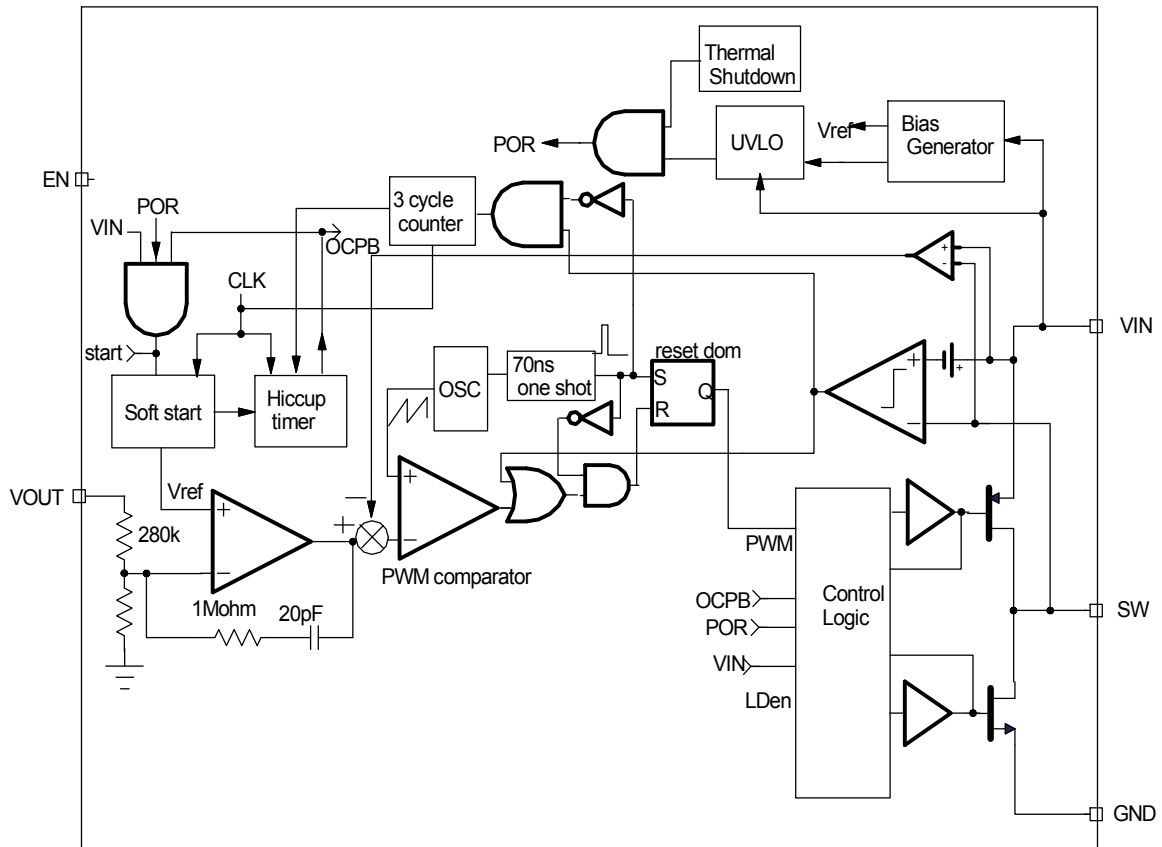 Thermal
Shutdown
POR
UVLO
Vref
Bias
Generator
EN
POR
VIN
3 cycle
counter
OCPB
+
-
CLK
VIN
start
reset dom
70ns
one shot
OSC
S
Q
R
+
+
−
Soft start
Hiccup
timer
VOUT
Vref
+
−
280k
−
+
+
−
PWM comparator
1Mohm
20pF
PWM
OCPB
POR
VIN
LDen
Control
Logic
SW
GND